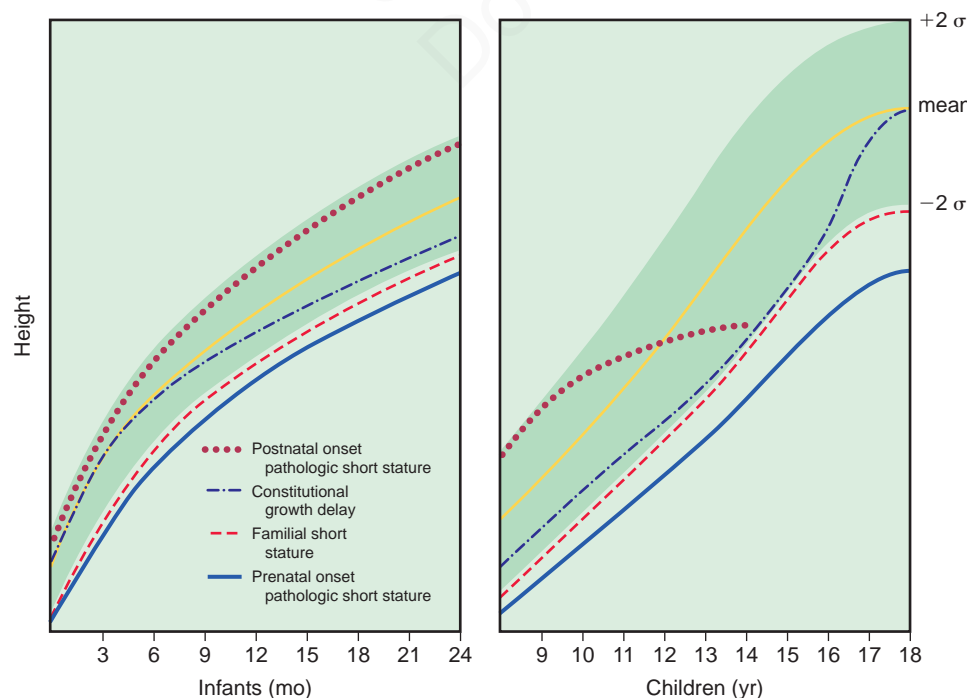 +2 σ
mear
−2 σ
Height
Postnatal onset
pathologic short stature
Constitutional
growth delay
Familial short
stature
Prenatal onset
pathologic short stature
3 6 9 12 15 18 21 24
Infants (mo)
9 10 11 12 13 14 15 16 17 18
Children (yr)